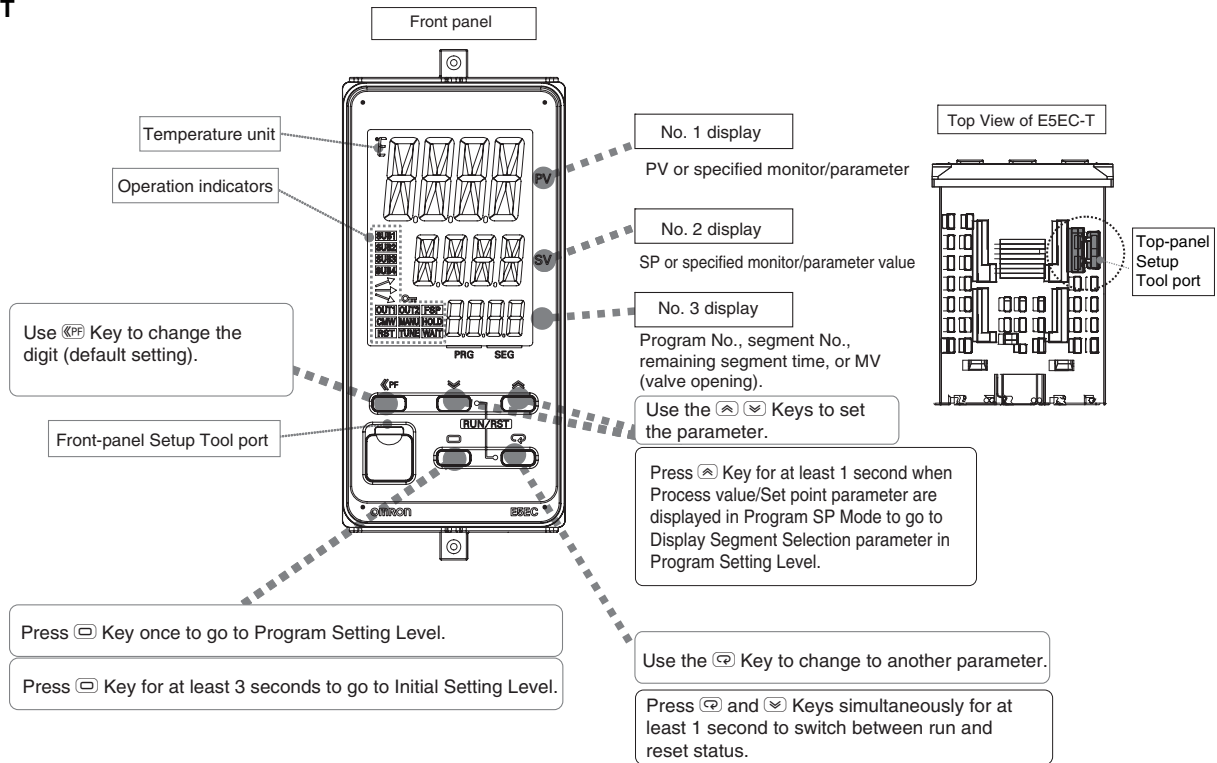 T
Front panel
Temperature unit
Operation indicators
PV
SUB1
SUB2
SUB3
SUB4
SV
OUT1 OUT2 FSP
CMW MANU HOLD
RST TUNE WAIT
PRG SEG
PF
RUN/RST
omron E5EC
Use PF Key to change the
digit (default setting).
Front-panel Setup Tool port
No. 1 display
PV or specified monitor/parameter
No. 2 display
SP or specified monitor/parameter value
No. 3 display
Program No., segment No.,
remaining segment time, or MV
(valve opening).
Use the Keys to set
the parameter.
Press Key for at least 1 second when
Process value/Set point parameter are
displayed in Program SP Mode to go to
Display Segment Selection parameter in
Program Setting Level.
Top View of E5EC-T
Top-panel
Setup
Tool port
Press Key once to go to Program Setting Level.
Press Key for at least 3 seconds to go to Initial Setting Level.
Use the Key to change to another parameter.
Press and Keys simultaneously for at
least 1 second to switch between run and
reset status.